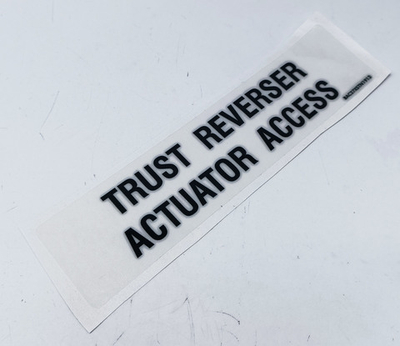 TRUST REVERSER
ACTUATOR ACCESS